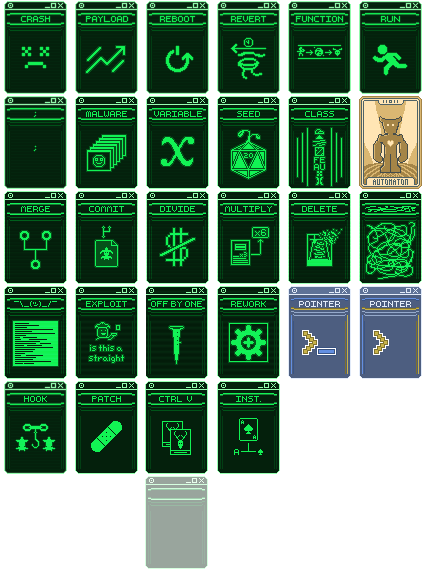 CRASH
PAYLOAD
REBOOT
REVERT
FUNCTION
RUN
;
;
MALWARE
VARIABLE
x
SEED
20
CLASS
AUTOMATON
MERGE
COMMIT
DIVIDE
$
MULTIPLY
x6
DELETE
¯\_(ツ)_/¯
EXPLOIT
is this a
straight
OFF BY ONE
REWORK
POINTER
>_
POINTER
>
HOOK
PATCH
CTRL V
INST.
A
A
A